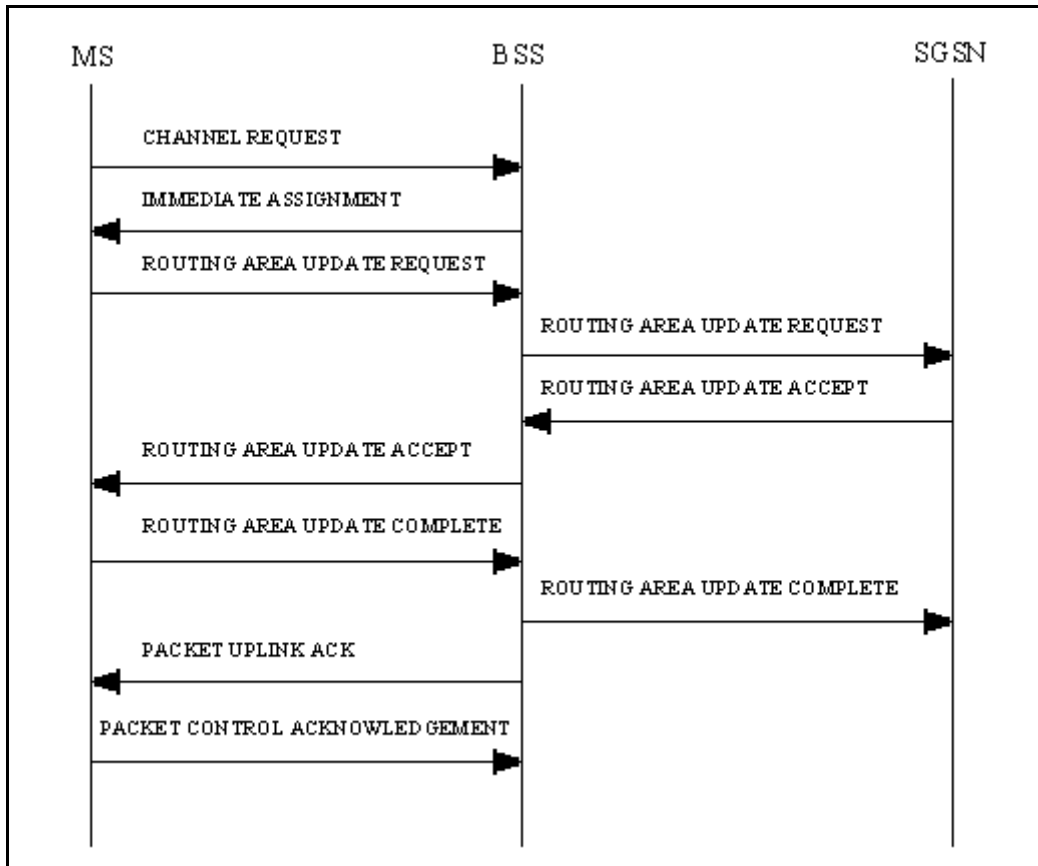 MS BSS SGSN
CHANNEL REQUEST
IMMEDIATE ASSIGNMENT
ROUTING AREA UPDATE REQUEST
ROUTING AREA UPDATE REQUEST
ROUTING AREA UPDATE ACCEPT
ROUTING AREA UPDATE ACCEPT
ROUTING AREA UPDATE COMPLETE
ROUTING AREA UPDATE COMPLETE
PACKET UPLINK ACK
PACKET CONTROL ACKNOWLEDGEMENT